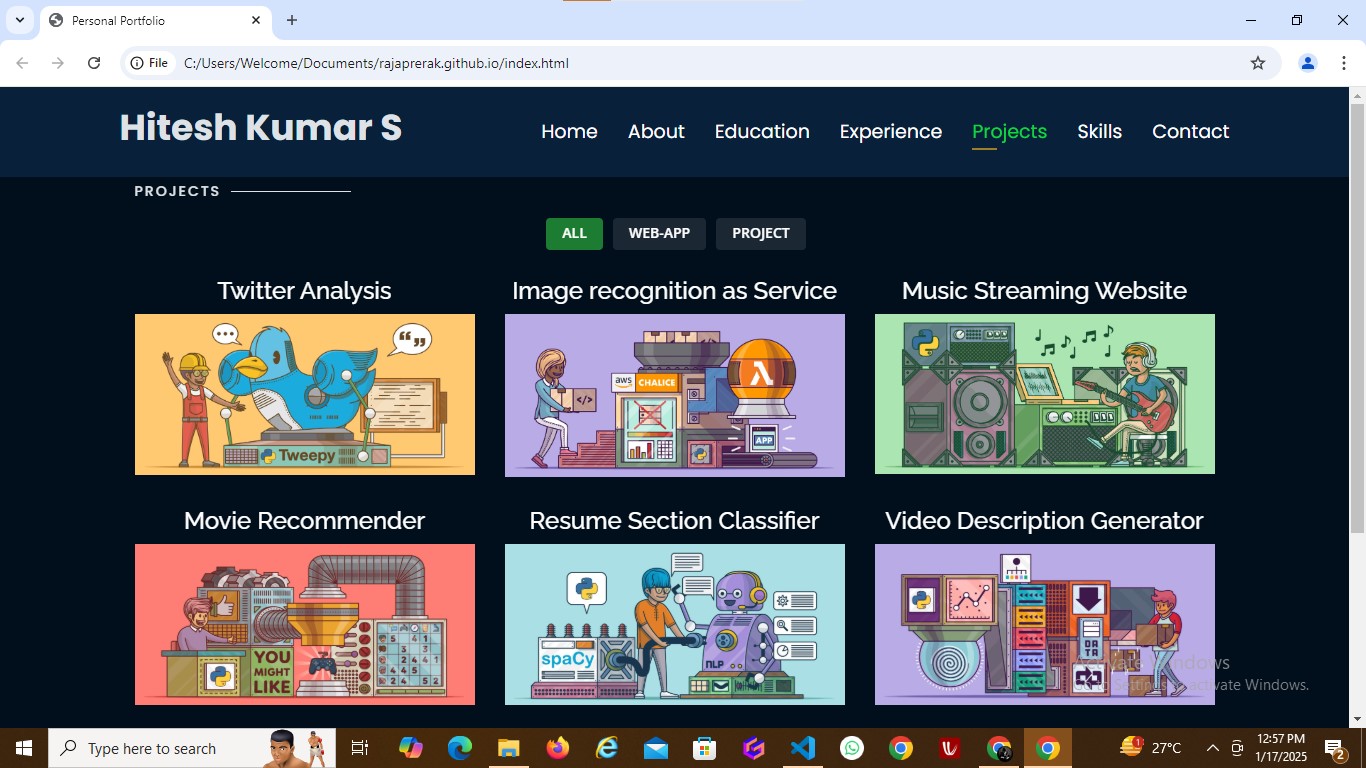 Personal Portfolio
File C:/Users/Welcome/Documents/rajaprerak.github.io/index.html
Hitesh Kumar S
Home About Education Experience Projects Skills Contact
PROJECTS
ALL WEB-APP PROJECT
Twitter Analysis Image recognition as Service Music Streaming Website
Tweepy
aws CHALICE
</>
APP
Movie Recommender Resume Section Classifier Video Description Generator
YOU
MIGHT
LIKE
spaCy
NLP
DA
TA
Activate Windows
Go to Settings to activate Windows.
Type here to search
27°C
1
12:57 PM
1/17/2025
2